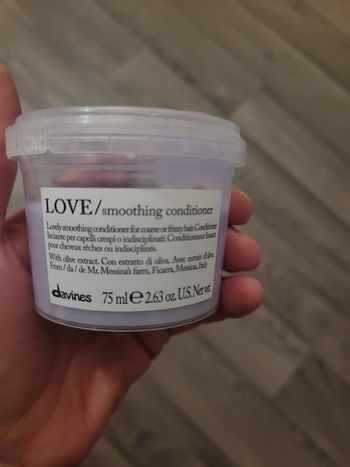 LOVE/smoothing conditioner
Lovely smoothing conditioner for coarse or frizzy hair. Conditioner
lisciante per capelli crespi o indisciplinati. Conditionneur lissant
pour cheveux rêches ou indisciplinés.
With olive extract. Con estratto di oliva. Avec extrait d'olive.
From / da / de Mr. Messina's farm, Ficarra, Messina, Italy
davines 75 ml e 2.63 oz. U.S. Net wt.